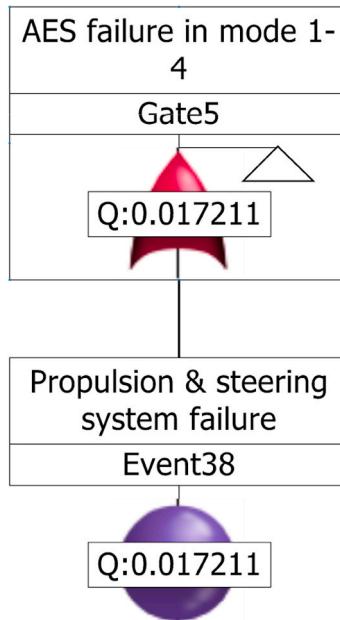 AES failure in mode 1-
4
Gate5
Q:0.017211
Propulsion & steering
system failure
Event38
Q:0.017211